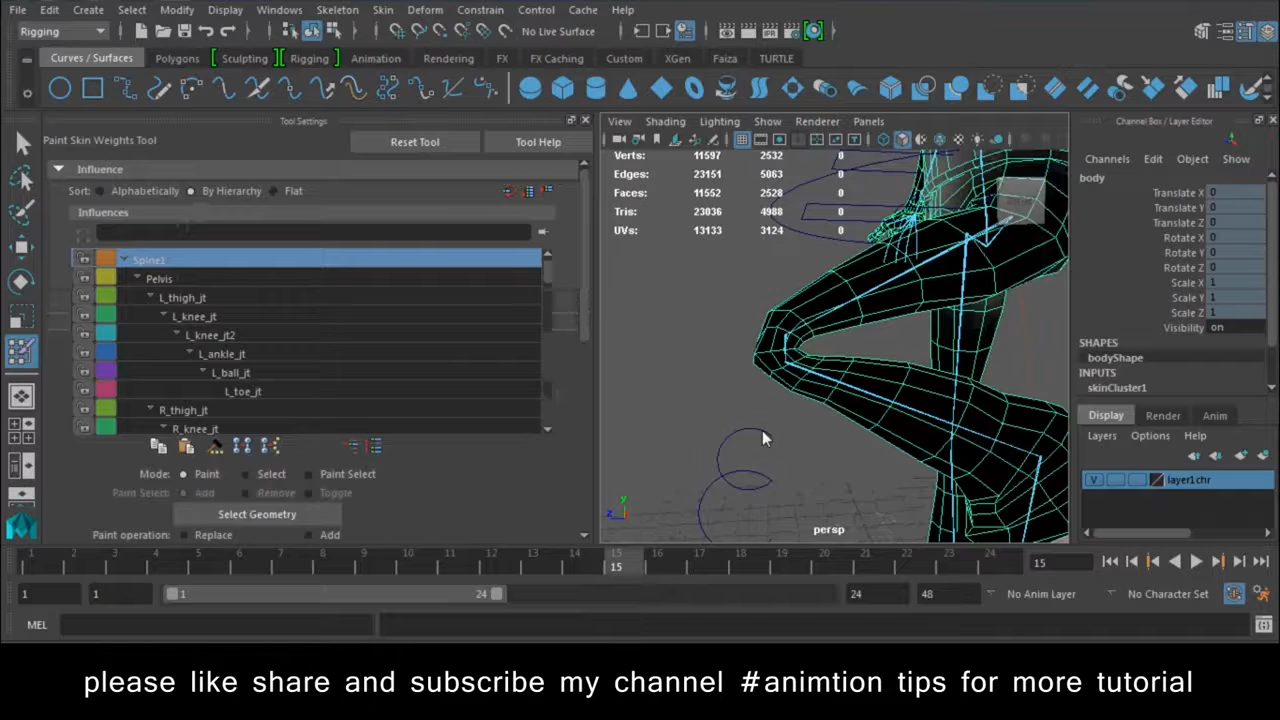 File Edit Create Select Modify Display Windows Skeleton Skin Deform Constrain Control Cache Help
Rigging No Live Surface
Curves / Surfaces Polygons Sculpting Rigging Animation Rendering FX FX Caching Custom XGen Faiza TURTLE
Tool Settings
Paint Skin Weights Tool Reset Tool Tool Help
Influence
Sort: Alphabetically By Hierarchy Flat
Influences
Spine1
Pelvis
L_thigh_jt
L_knee_jt
L_knee_jt2
L_ankle_jt
L_ball_jt
L_toe_jt
R_thigh_jt
R_knee_jt
Mode: Paint Select Paint Select
Paint Select: Add Remove Toggle
Select Geometry
Paint operation: Replace Add
View Shading Lighting Show Renderer Panels
Verts: 11597 2532 0
Edges: 23151 5063 0
Faces: 11552 2528 0
Tris: 23036 4988 0
UVs: 13133 3124 0
y
z
persp
Channel Box / Layer Editor
Channels Edit Object Show
body
Translate X 0
Translate Y 0
Translate Z 0
Rotate X 0
Rotate Y 0
Rotate Z 0
Scale X 1
Scale Y 1
Scale Z 1
Visibility on
SHAPES
bodyShape
INPUTS
skinCluster1
Display Render Anim
Layers Options Help
V layer1chr
1 2 3 4 5 6 7 8 9 10 11 12 13 14 15 16 17 18 19 20 21 22 23 24
15 15
1 1 1 24 24 48 No Anim Layer No Character Set
MEL
please like share and subscribe my channel #animtion tips for more tutorial